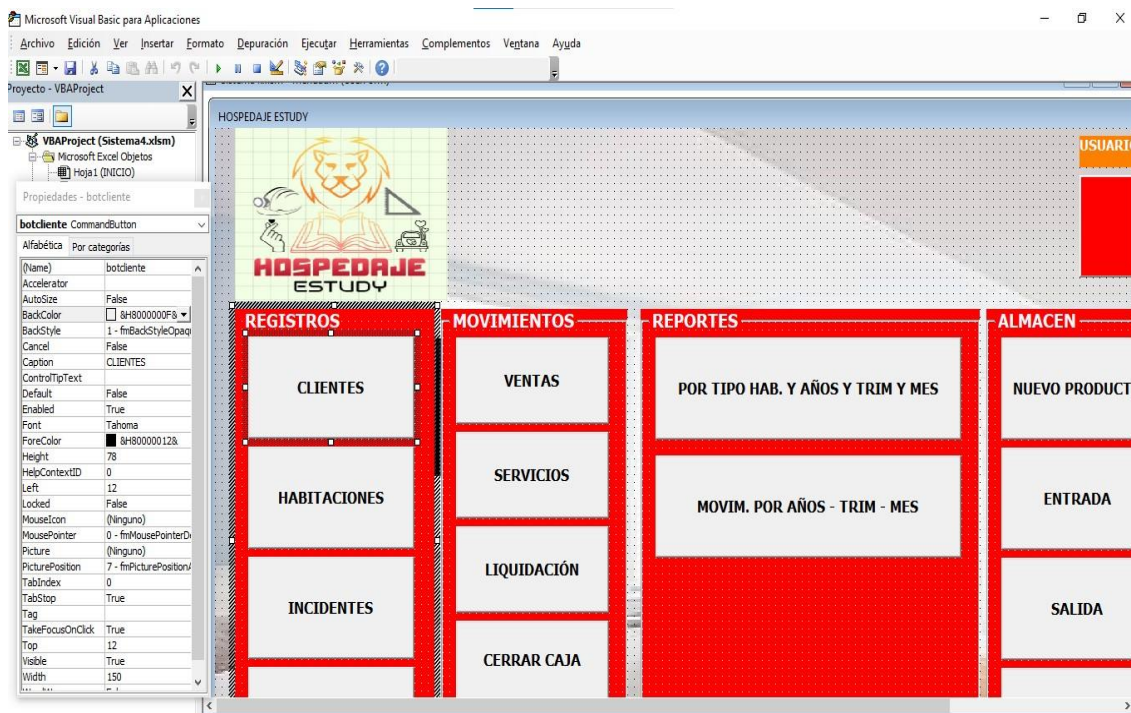 Microsoft Visual Basic para Aplicaciones
Archivo Edición Ver Insertar Formato Depuración Ejecutar Herramientas Complementos Ventana Ayuda
Proyecto - VBAProject
VBAProject (Sistema4.xlsm)
Microsoft Excel Objetos
Hoja1 (INICIO)
Propiedades - botcliente
botcliente CommandButton
Alfabética Por categorías
(Name) botcliente
Accelerator
AutoSize False
BackColor &H8000000F&
BackStyle 1 - fmBackStyleOpaq
Cancel False
Caption CLIENTES
ControlTipText
Default False
Enabled True
Font Tahoma
ForeColor &H80000012&
Height 78
HelpContextID 0
Left 12
Locked False
MouseIcon (Ninguno)
MousePointer 0 - fmMousePointerDe
Picture (Ninguno)
PicturePosition 7 - fmPicturePositionA
TabIndex 0
TabStop True
Tag
TakeFocusOnClick True
Top 12
Visible True
Width 150
HOSPEDAJE ESTUDY
HOSPEDAJE
ESTUDY
USUARIO
REGISTROS
CLIENTES
HABITACIONES
INCIDENTES
MOVIMIENTOS
VENTAS
SERVICIOS
LIQUIDACIÓN
CERRAR CAJA
REPORTES
POR TIPO HAB. Y AÑOS Y TRIM Y MES
MOVIM. POR AÑOS - TRIM - MES
ALMACEN
NUEVO PRODUCT
ENTRADA
SALIDA